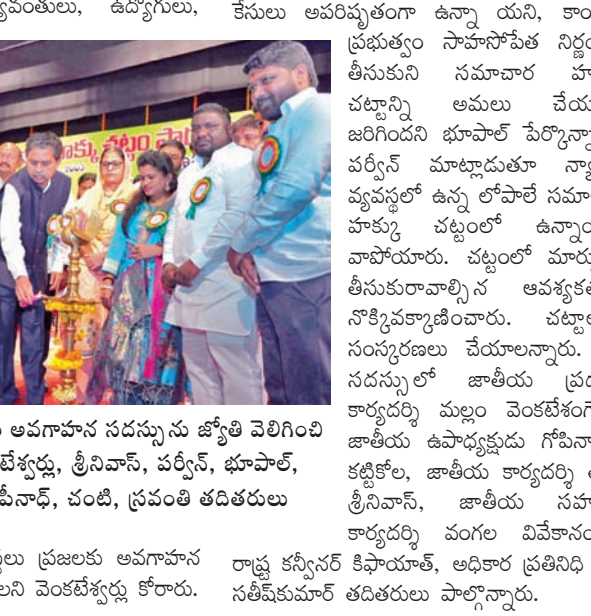 వంతులు, ఉద్యోగులు,
హక్కు చట్టం
అవగాహన సదస్సును జ్యోతి వెలిగించి
టేశ్వర్లు, శ్రీనివాస్, పర్వీన్, భూపాల్,
పీనాధ్, చంటి, స్రవంతి తదితరులు
ప్రజలకు అవగాహన
లని వెంకటేశ్వర్లు కోరారు.
కేసులు అపరిషృతంగా ఉన్నా యని, కాం
ప్రభుత్వం సాహసోపేత నిర్ణ
తీసుకుని సమాచార హ
చట్టాన్ని అమలు చేయ
జరిగిందని భూపాల్ పేర్కొన్నా
పర్వీన్ మాట్లాడుతూ న్యా
వ్యవస్థలో ఉన్న లోపాలే సమా
హక్కు చట్టంలో ఉన్నా
వాపోయారు. చట్టంలో మార్పు
తీసుకురావాల్సి న ఆవశ్యకత
నొక్కివక్కాణించారు. చట్టా
సంస్కరణలు చేయాలన్నారు.
సదస్సులో జాతీయ ప్ర
కార్యదర్శి మల్లం వెంకటేశం
జాతీయ ఉపాధ్యక్షుడు గోపినా
కట్టికోల, జాతీయ కార్యదర్శి
శ్రీనివాస్, జాతీయ సహ
కార్యదర్శి వంగల వివేకానం
రాష్ట్ర కన్వీనర్ కిఫాయాత్, అధికార ప్రతినిధి
సతీష్‌కుమార్ తదితరులు పాల్గొన్నారు.